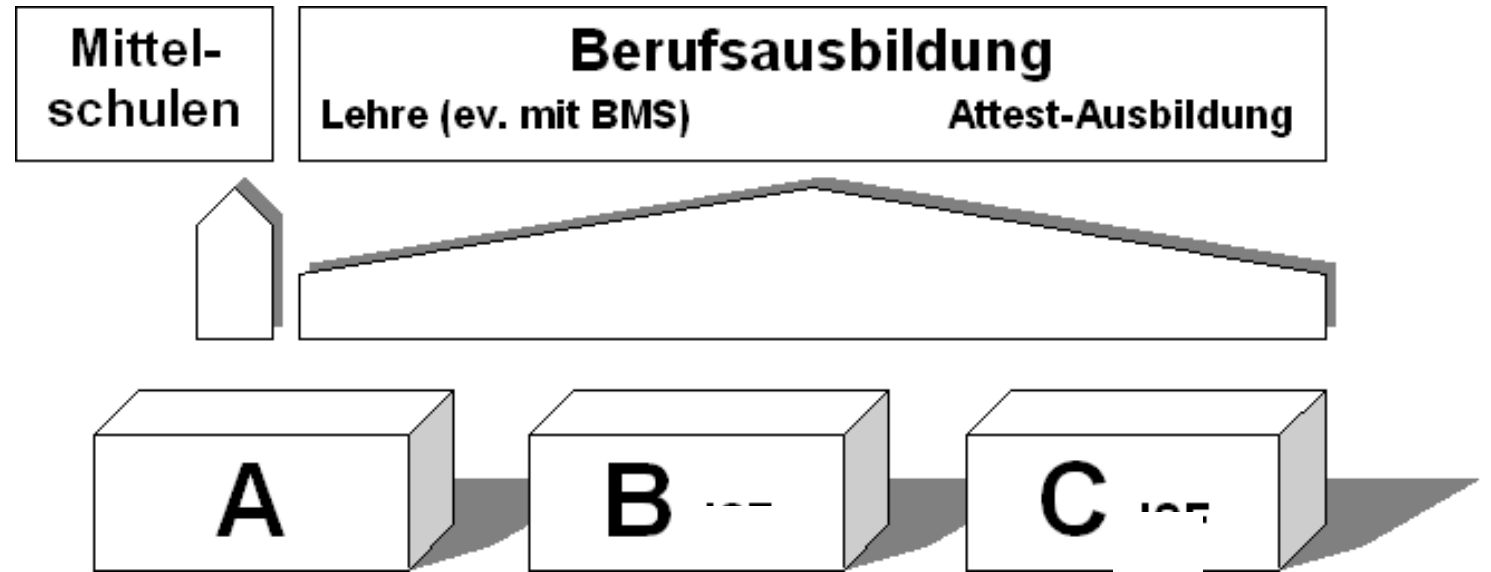 Mittel-
schulen
Berufsausbildung
Lehre (ev. mit BMS) Attest-Ausbildung
A B C